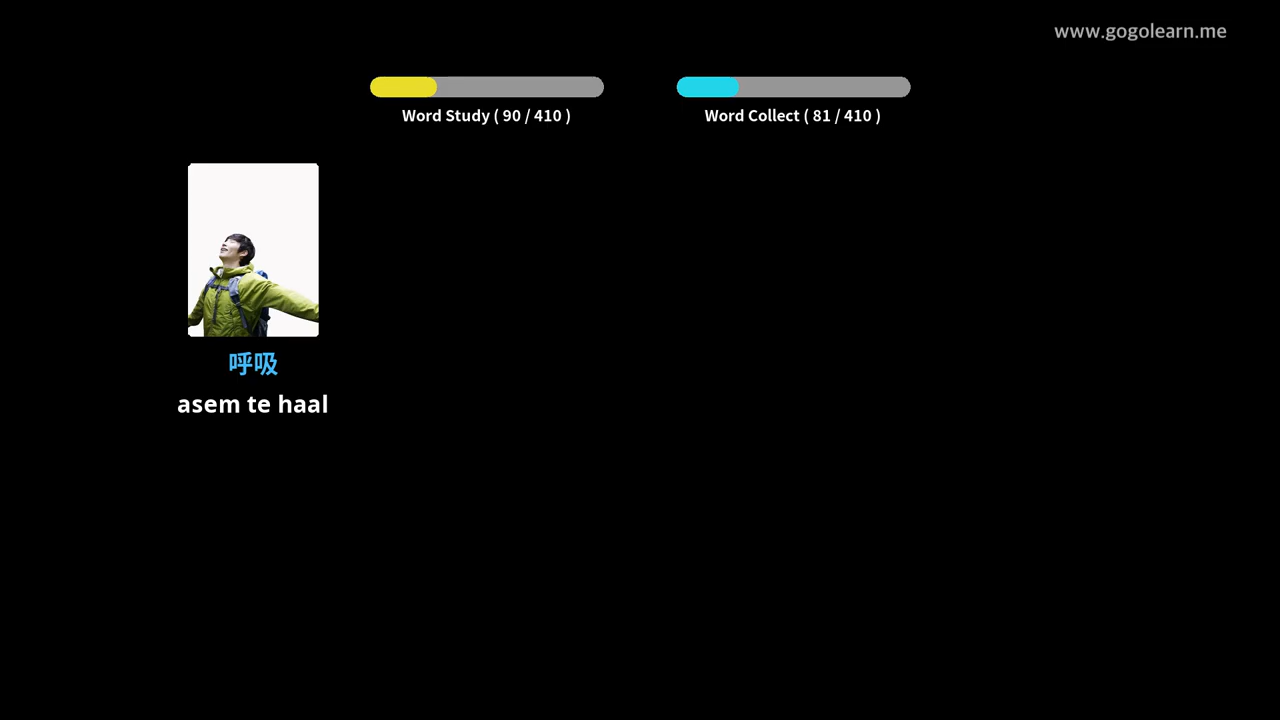 www.gogolearn.me
Word Study ( 90 / 410 )
Word Collect ( 81 / 410 )
呼吸
asem te haal